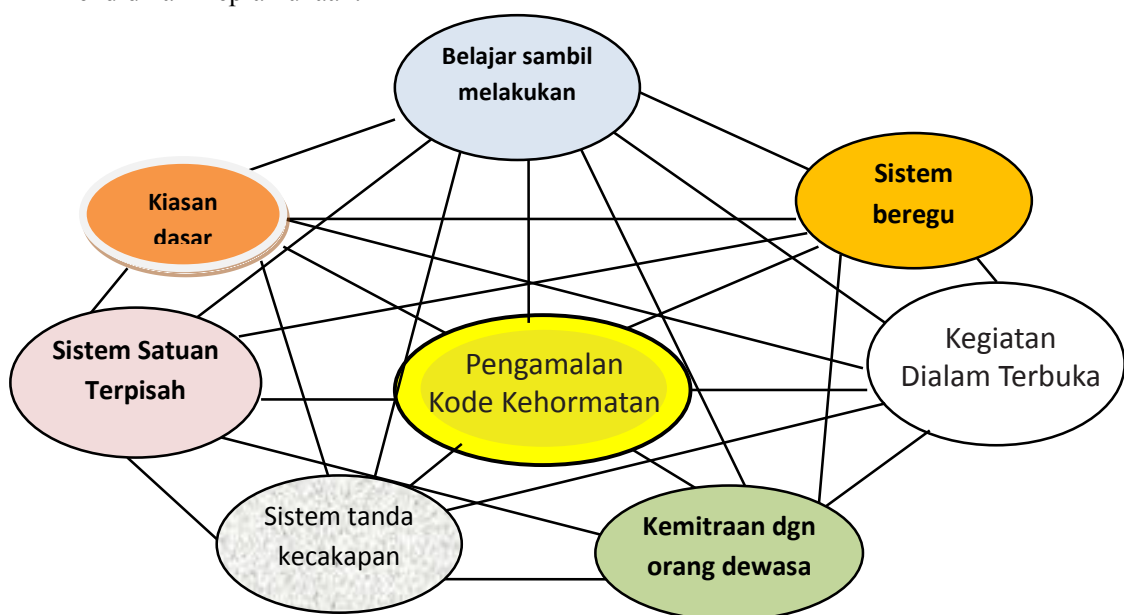 Belajar sambil
melakukan
Sistem
beregu
Kiasan
dasar
Kegiatan
Dialam Terbuka
Sistem Satuan
Terpisah
Pengamalan
Kode Kehormatan
Sistem tanda
kecakapan
Kemitraan dgn
orang dewasa